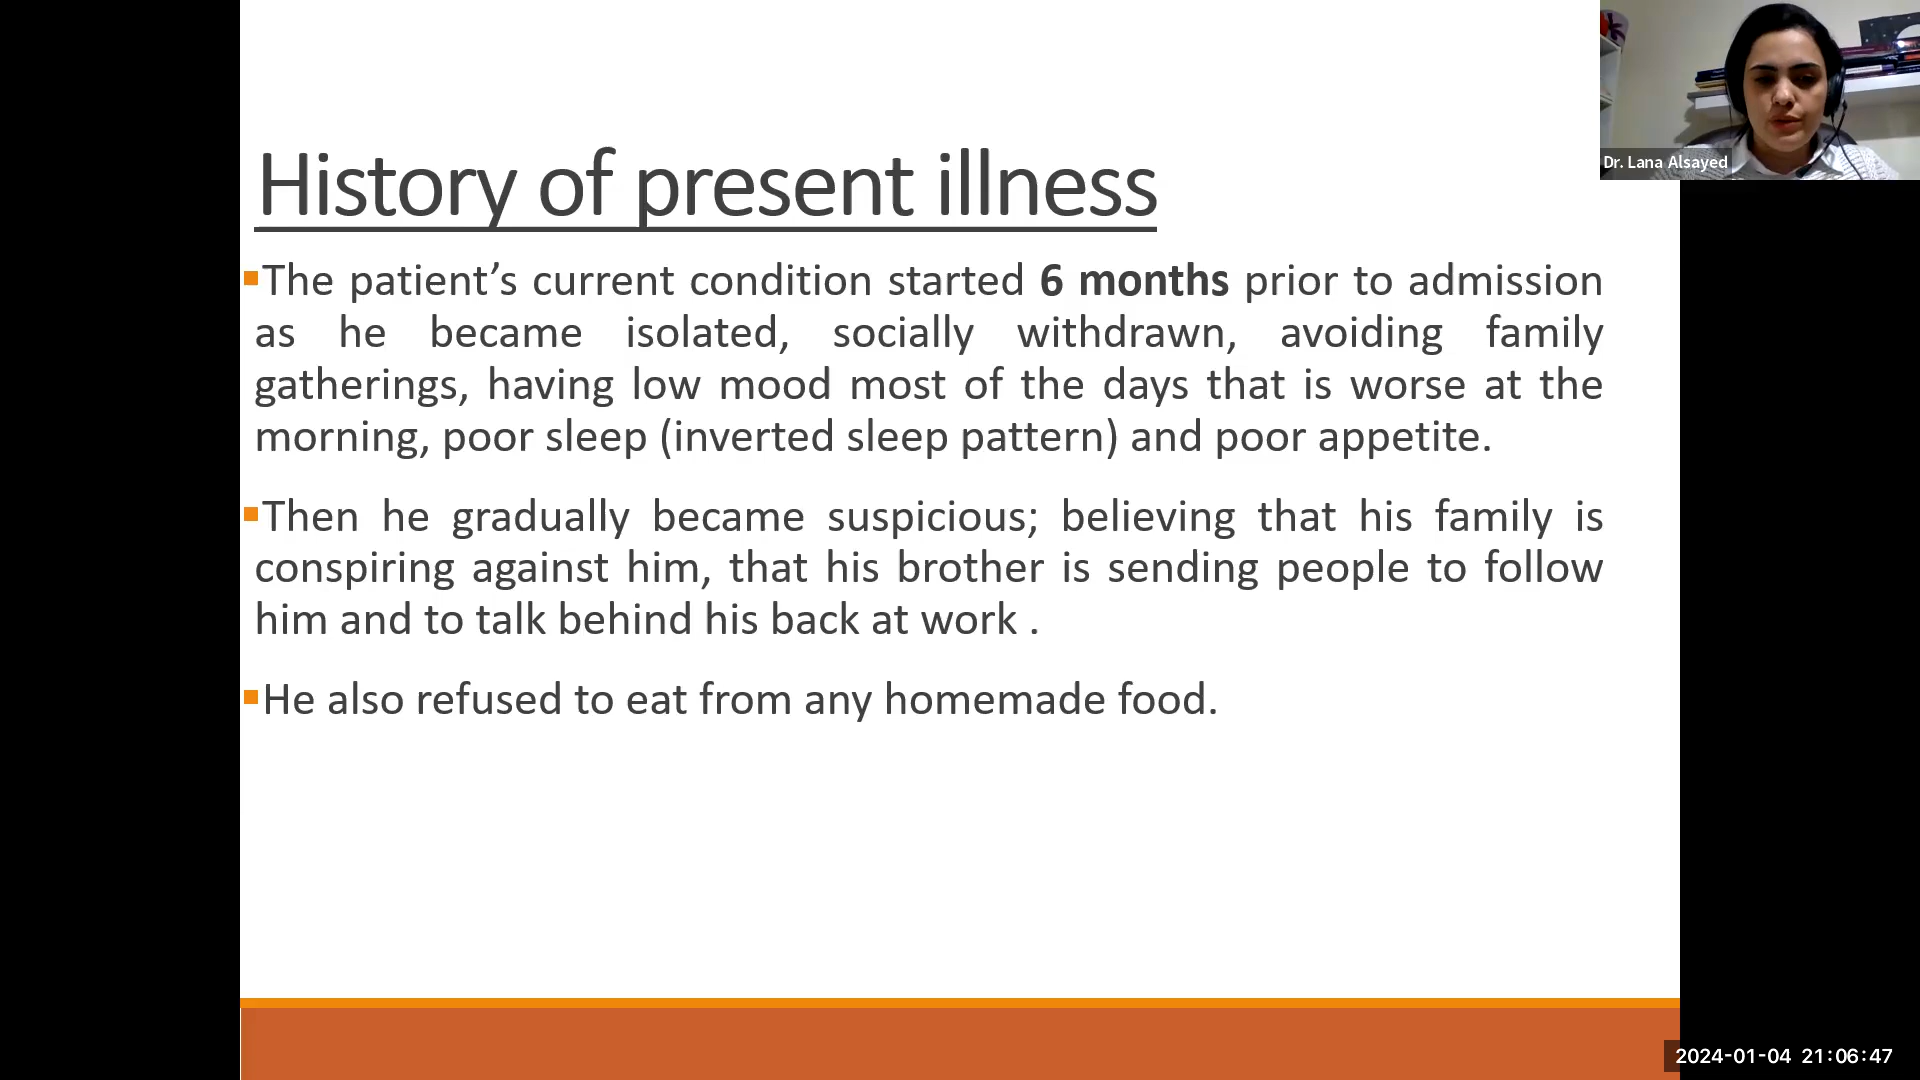 Dr. Lana Alsayed
History of present illness
The patient’s current condition started 6 months prior to admission
as he became isolated, socially withdrawn, avoiding family
gatherings, having low mood most of the days that is worse at the
morning, poor sleep (inverted sleep pattern) and poor appetite.
Then he gradually became suspicious; believing that his family is
conspiring against him, that his brother is sending people to follow
him and to talk behind his back at work .
He also refused to eat from any homemade food.
2024-01-04 21:06:47